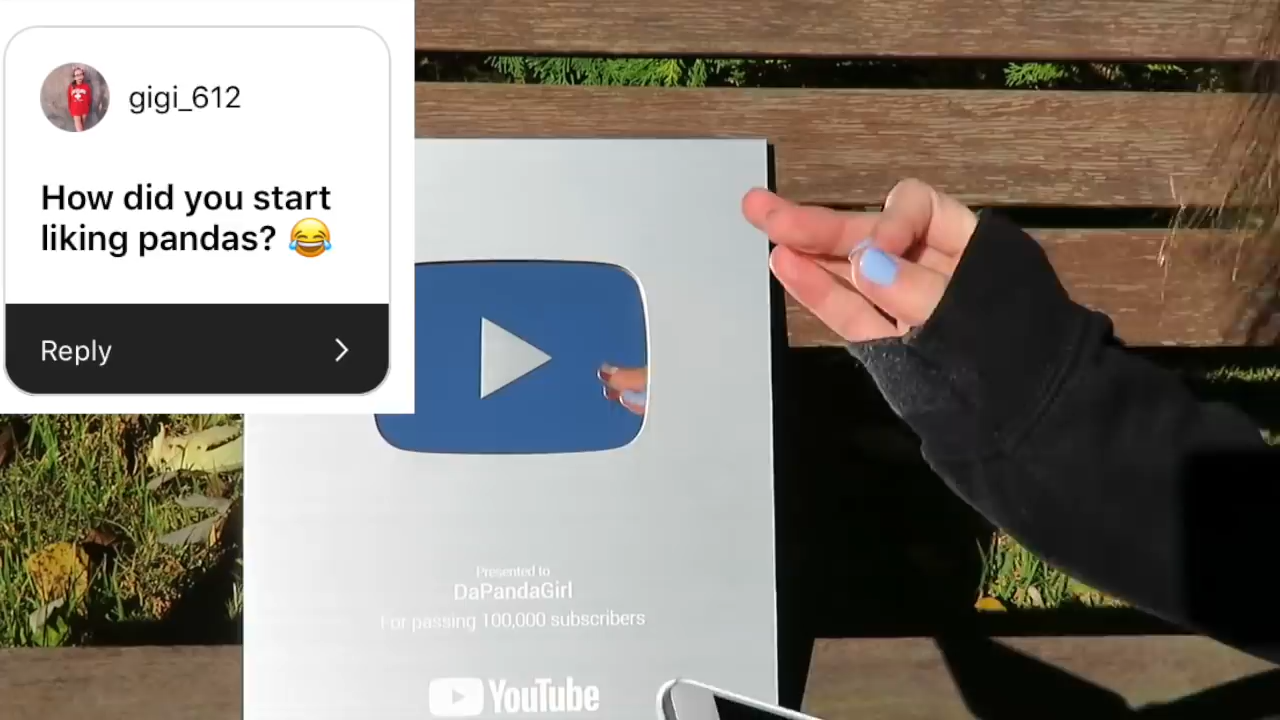 gigi_612
How did you start
liking pandas? 😂
Reply
Presented to
DaPandaGirl
For passing 100,000 subscribers
YouTube